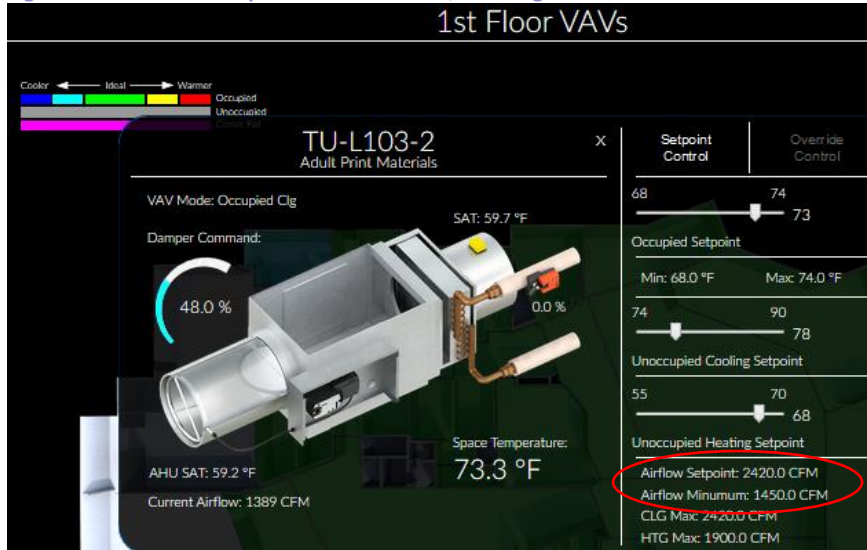 1st Floor VAVs
Cooler Ideal Warmer
Occupied
Unoccupied
TU-L103-2
Adult Print Materials
X
VAV Mode: Occupied Clg
SAT: 59.7 °F
Damper Command:
48.0 %
0.0 %
Space Temperature:
73.3 °F
AHU SAT: 59.2 °F
Current Airflow: 1389 CFM
Setpoint
Control
Override
Control
68 74
73
Occupied Setpoint
Min: 68.0 °F Max: 74.0 °F
74 90
78
Unoccupied Cooling Setpoint
55 70
68
Unoccupied Heating Setpoint
Airflow Setpoint: 2420.0 CFM
Airflow Minumum: 1450.0 CFM
CLG Max: 2420.0 CFM
HTG Max: 1900.0 CFM